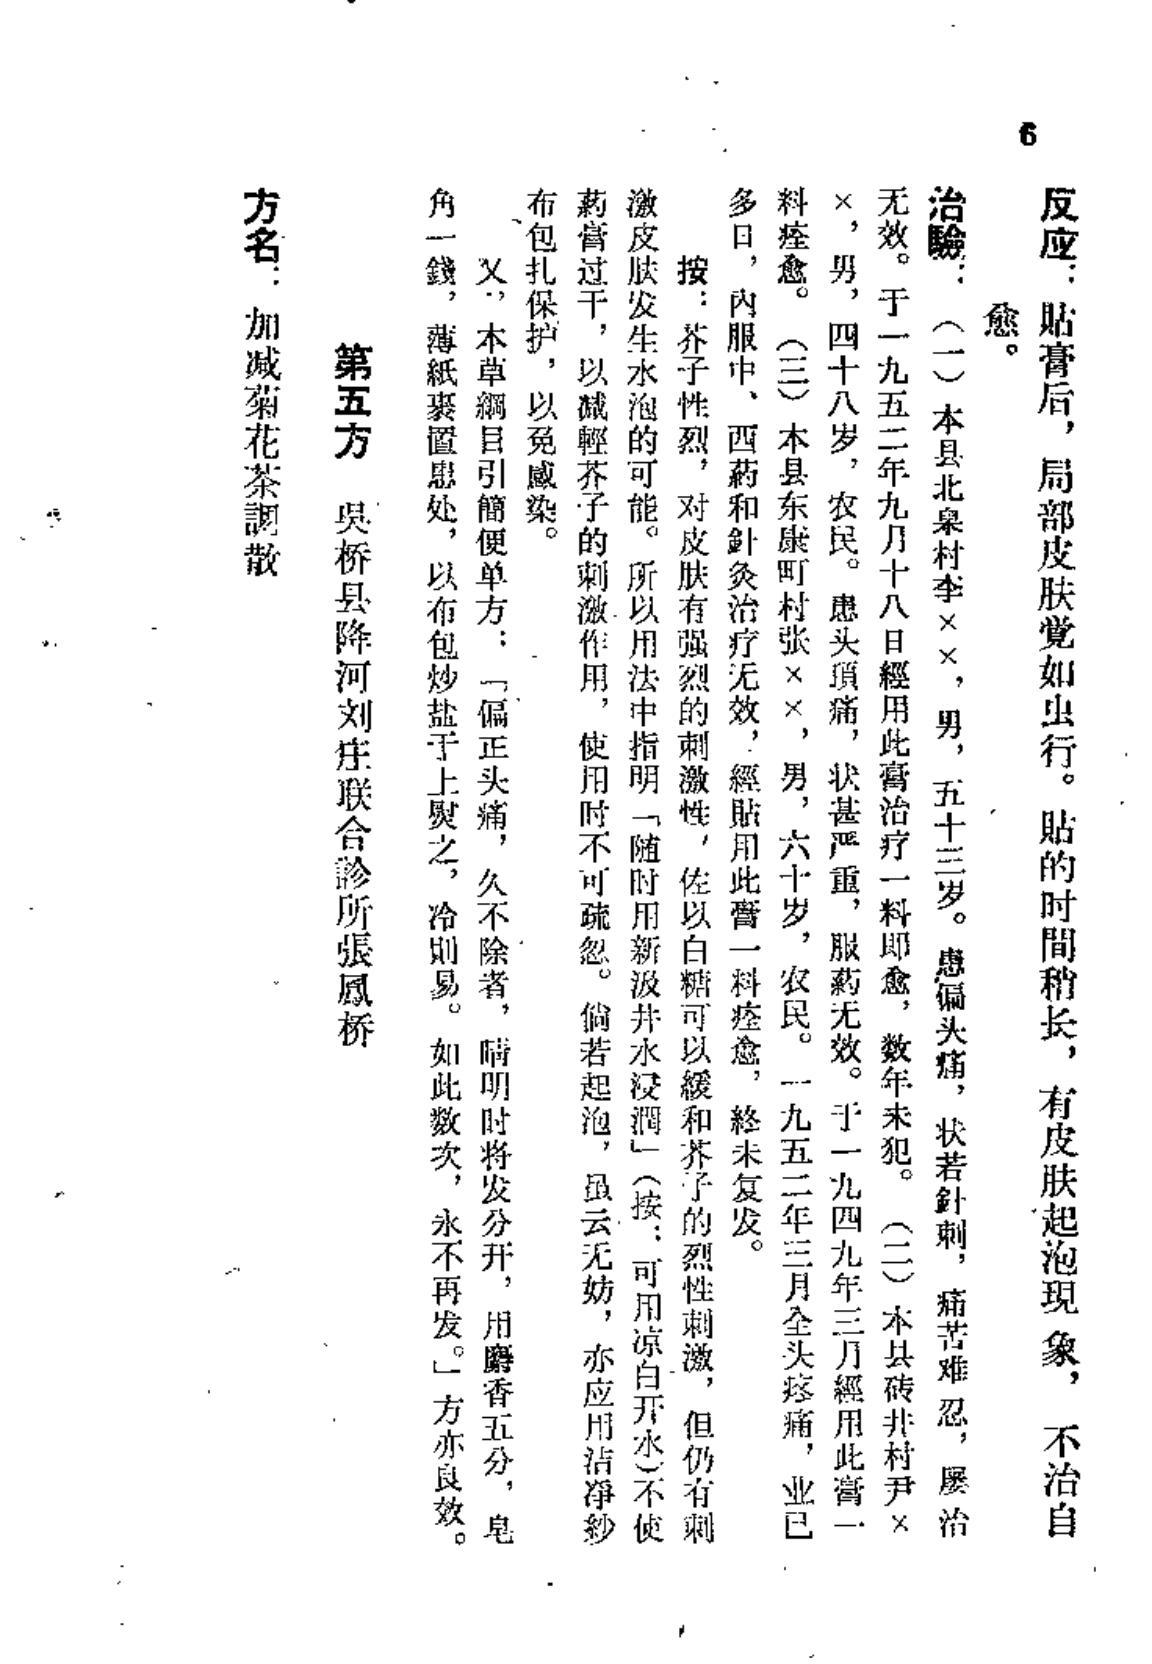 6
反应：貼膏后，局部皮肤覚如虫行。貼的时間稍长，有皮肤起泡現象，不治自
愈。
治驗：（一）本县北臬村李××，男，五十三岁。患偏头痛，状若針刺，痛苦难忍，屡治
无效。于一九五二年九月十八日經用此膏治疗一料即愈，数年未犯。（二）本县砖井村尹×
×，男，四十八岁，农民。患头頂痛，状甚严重，服药无效。于一九四九年三月經用此膏一
料痊愈。（三）本县东康町村张××，男，六十岁，农民。一九五二年三月全头疼痛，业已
多日，內服中、西葯和針灸治疗无效，經貼用此膏一料痊愈，終未复发。
按：芥子性烈，对皮肤有强烈的刺激性，佐以白糖可以緩和芥子的烈性刺激，但仍有刺
激皮肤发生水泡的可能。所以用法中指明「随时用新汲井水浸潤」（按：可用凉白开水）不使
葯膏过干，以减輕芥子的刺激作用，使用时不可疏忽。倘若起泡，虽云无妨，亦应用洁凈紗
布包扎保护，以免感染。
又，本草綱目引簡便单方：「偏正头痛，久不除者，晴明时将发分开，用麝香五分，皂
角一錢，薄紙裹置患处，以布包炒盐于上熨之，冷則易。如此数次，永不再发。」方亦良效。
第五方　吳桥县降河刘庄联合診所張鳳桥
方名：加减菊花茶調散